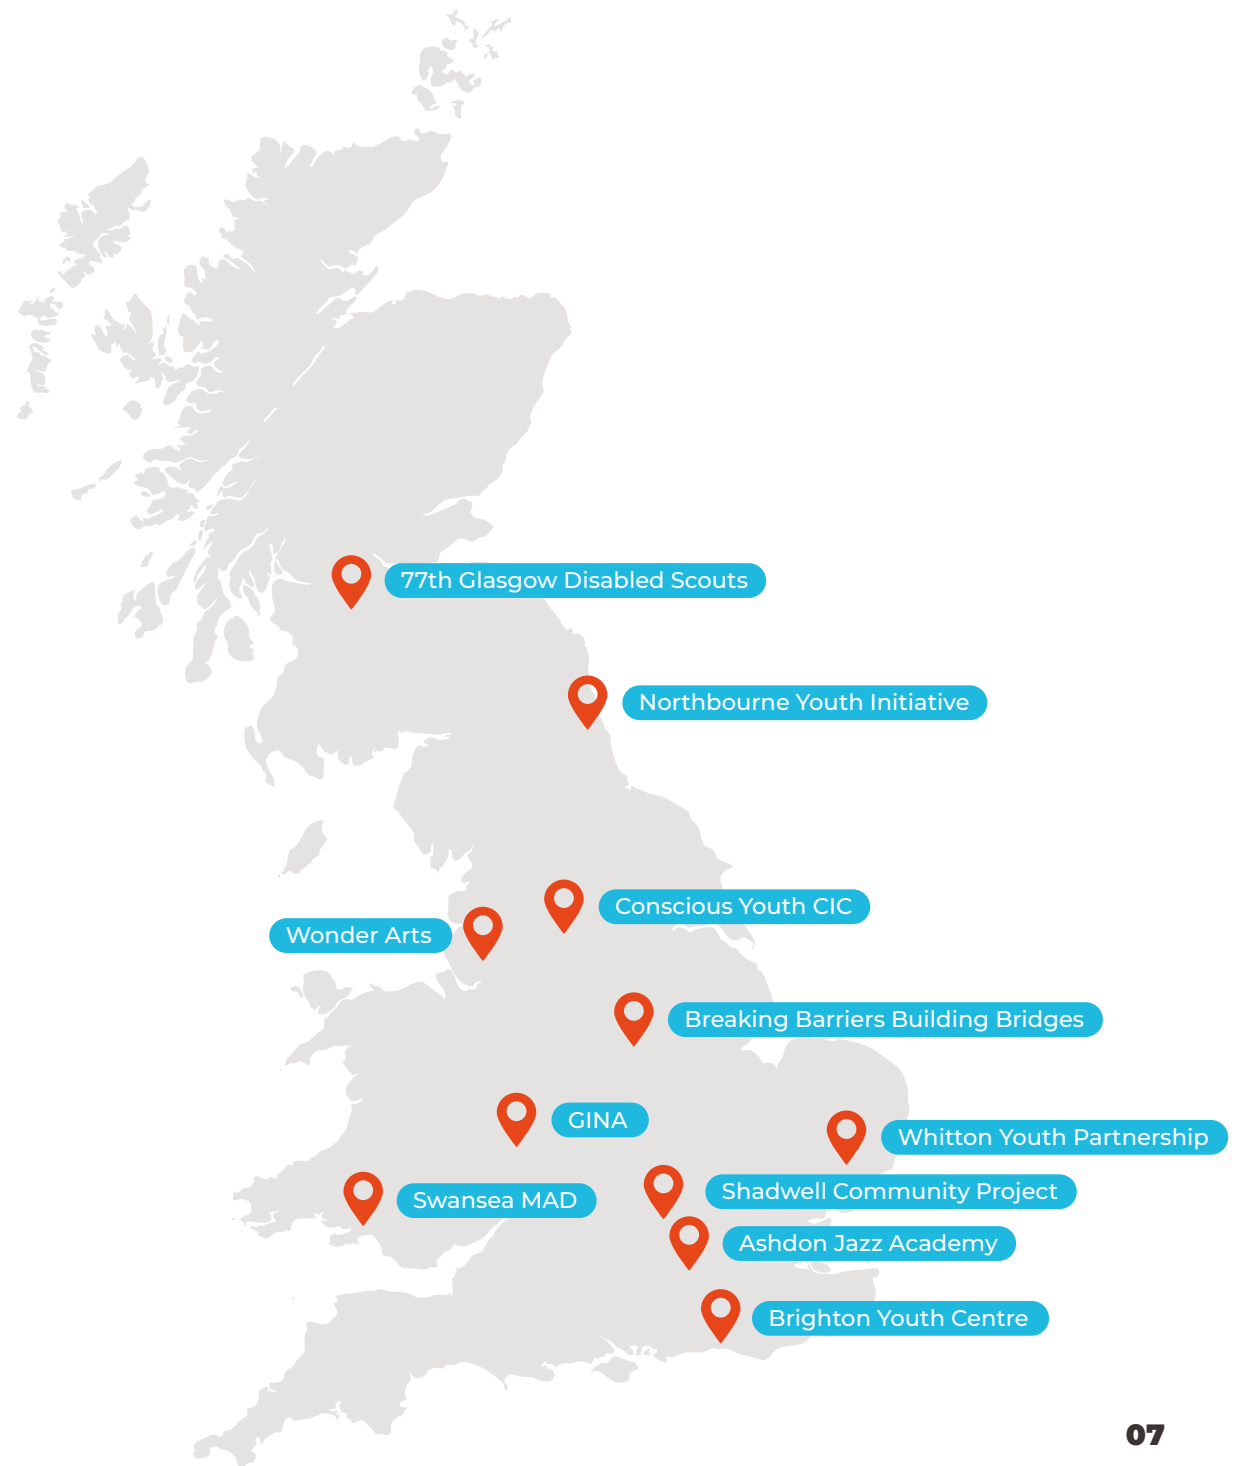 77th Glasgow Disabled Scouts
Northbourne Youth Initiative
Conscious Youth CIC
Wonder Arts
Breaking Barriers Building Bridges
GINA
Whitton Youth Partnership
Shadwell Community Project
Swansea MAD
Ashdon Jazz Academy
Brighton Youth Centre
07